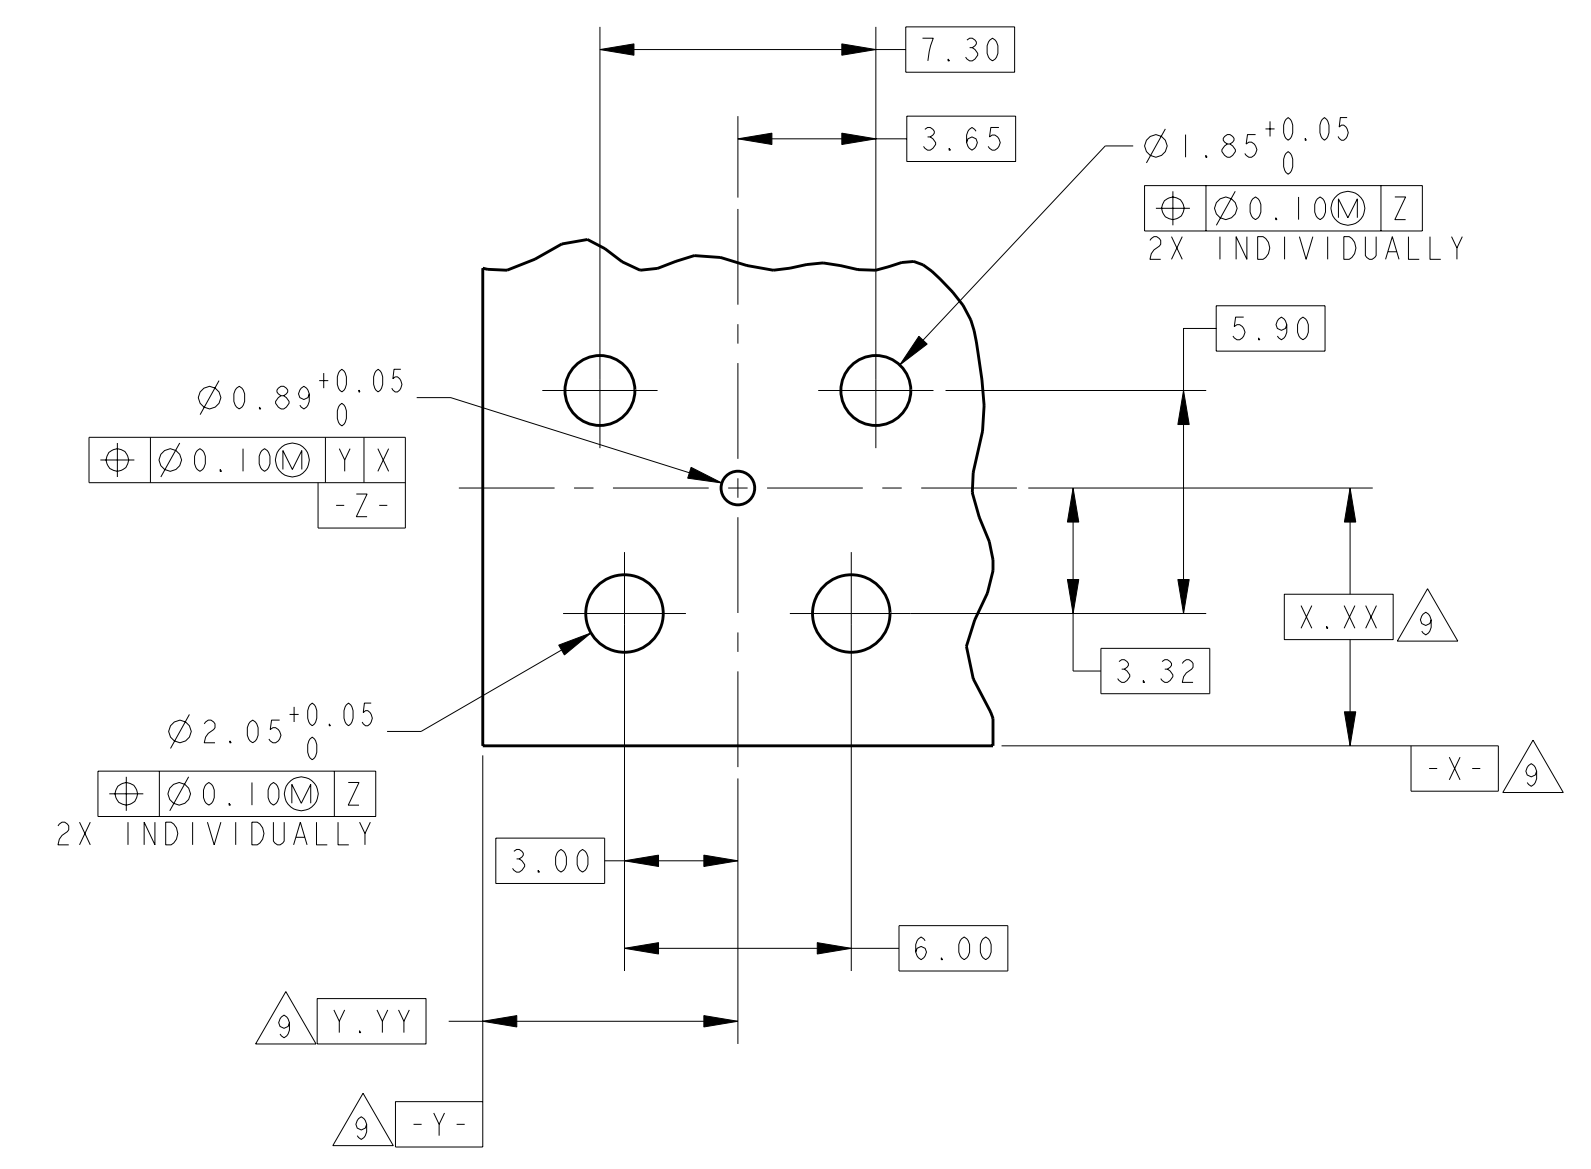 7.30
3.65
Ø1.85 +0.05
0
⌖ Ø0.10Ⓜ Z
2X INDIVIDUALLY
5.90
Ø0.89 +0.05
0
⌖ Ø0.10Ⓜ Y X
-Z-
X.XX 9
3.32
Ø2.05 +0.05
0
-X- 9
⌖ Ø0.10Ⓜ Z
2X INDIVIDUALLY
3.00
6.00
9 Y.YY
9 -Y-